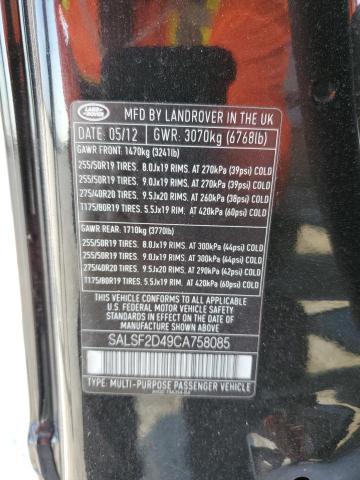 LAND ROVER
MFD BY LANDROVER IN THE UK
DATE: 05/12 GWR: 3070kg (6768lb)
GAWR FRONT: 1470kg (3241lb)
255/50R19 TIRES, 8.0Jx19 RIMS, AT 270kPa (39psi) COLD
255/50R19 TIRES, 9.0Jx19 RIMS, AT 270kPa (39psi) COLD
275/40R20 TIRES, 9.5Jx20 RIMS, AT 260kPa (38psi) COLD
T175/80R19 TIRES, 5.5Jx19 RIMS, AT 420kPa (60psi) COLD
GAWR REAR: 1710kg (3770lb)
255/50R19 TIRES, 8.0Jx19 RIMS, AT 300kPa (44psi) COLD
255/50R19 TIRES, 9.0Jx19 RIMS, AT 300kPa (44psi) COLD
275/40R20 TIRES, 9.5Jx20 RIMS, AT 290kPa (42psi) COLD
T175/80R19 TIRES, 5.5Jx19 RIMS, AT 420kPa (60psi) COLD
THIS VEHICLE CONFORMS TO ALL APPLICABLE
U.S. FEDERAL MOTOR VEHICLE SAFETY
STANDARDS IN EFFECT ON THE DATE OF
MANUFACTURE SHOWN ABOVE.
SALSF2D49CA758085
TYPE: MULTI-PURPOSE PASSENGER VEHICLE